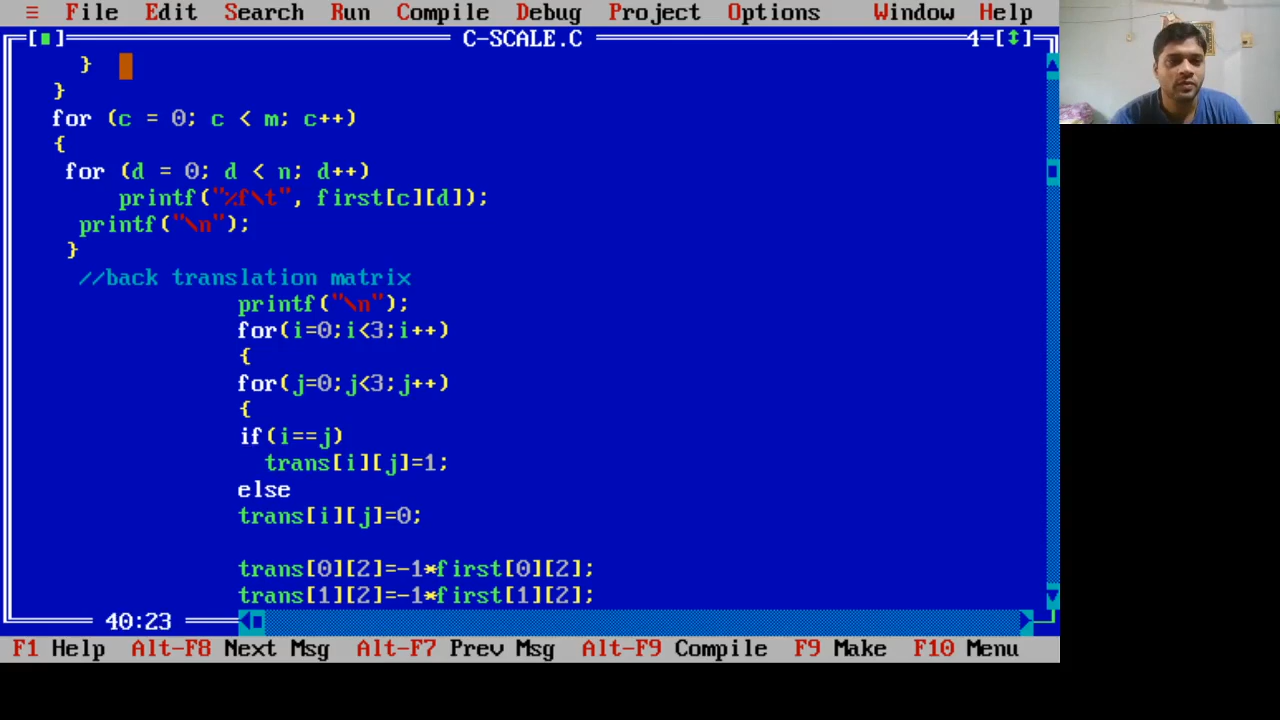 ≡ File Edit Search Run Compile Debug Project Options Window Help
[■] C-SCALE.C 4=[↕]
}
}
for (c = 0; c < m; c++)
{
for (d = 0; d < n; d++)
printf("%f\t", first[c][d]);
printf("\n");
}
//back translation matrix
printf("\n");
for(i=0;i<3;i++)
{
for(j=0;j<3;j++)
{
if(i==j)
trans[i][j]=1;
else
trans[i][j]=0;
trans[0][2]=-1*first[0][2];
trans[1][2]=-1*first[1][2];
40:23
F1 Help Alt-F8 Next Msg Alt-F7 Prev Msg Alt-F9 Compile F9 Make F10 Menu